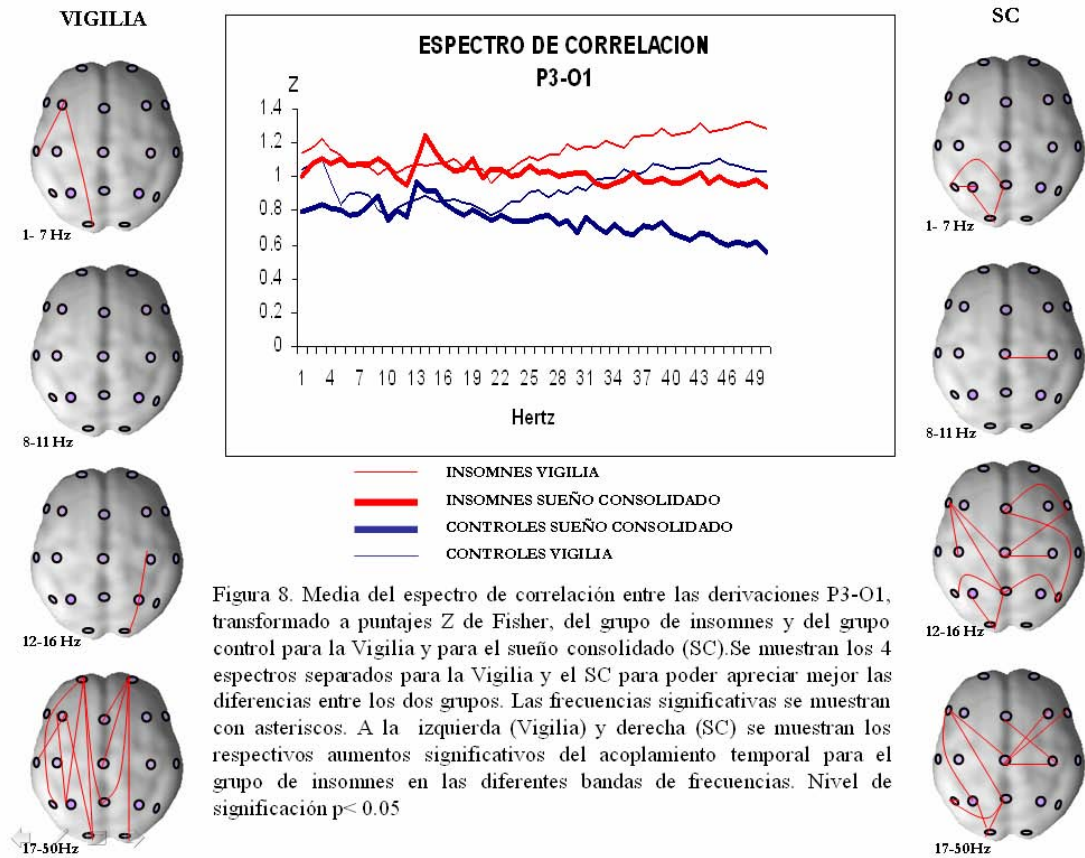 VIGILIA
1- 7 Hz
8-11 Hz
12-16 Hz
17-50Hz
ESPECTRO DE CORRELACION
P3-O1
Z
1.4
1.2
1
0.8
0.6
0.4
0.2
0
1 4 7 10 13 16 19 22 25 28 31 34 37 40 43 46 49
Hertz
INSOMNES VIGILIA
INSOMNES SUEÑO CONSOLIDADO
CONTROLES SUEÑO CONSOLIDADO
CONTROLES VIGILIA
Figura 8. Media del espectro de correlación entre las derivaciones P3-O1,
transformado a puntajes Z de Fisher, del grupo de insomnes y del grupo
control para la Vigilia y para el sueño consolidado (SC).Se muestran los 4
espectros separados para la Vigilia y el SC para poder apreciar mejor las
diferencias entre los dos grupos. Las frecuencias significativas se muestran
con asteriscos. A la izquierda (Vigilia) y derecha (SC) se muestran los
respectivos aumentos significativos del acoplamiento temporal para el
grupo de insomnes en las diferentes bandas de frecuencias. Nivel de
significación p< 0.05
SC
1- 7 Hz
8-11 Hz
12-16 Hz
17-50Hz